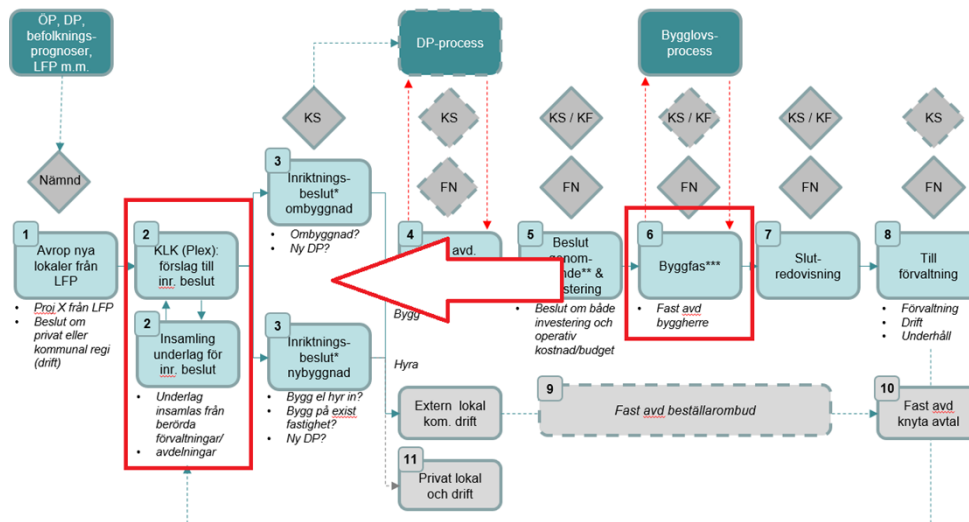 ÖP, DP,
befolknings-
prognoser,
LFP m.m.
DP-process
Bygglovs-
process
KS
KS
KS / KF
KS / KF
KS / KF
KS
Nämnd
FN
FN
FN
FN
FN
1
Avrop nya
lokaler från
LFP
• Proj X från LFP
• Beslut om
privat eller
kommunal regi
(drift)
2
KLK (Plex):
förslag till
inr. beslut
2
Insamling
underlag för
inr. beslut
• Underlag
insamlas från
berörda
förvaltningar/
• avdelningar
3
Inriktnings-
beslut*
ombyggnad
• Ombyggnad?
• Ny DP?
3
Inriktnings-
beslut*
nybyggnad
• Bygg el hyr in?
• Bygg på exist
fastighet?
• Ny DP?
4
avd.
Bygg
Hyra
5
Beslut
& 
• Beslut om både
investering och
operativ
kostnad/budget
6
Byggfas***
• Fast avd
byggherre
7
Slut-
redovisning
8
Till
förvaltning
• Förvaltning
• Drift
• Underhåll
Extern lokal
kom. drift
9
Fast avd beställarombud
10
Fast avd
knyta avtal
11
Privat lokal
och drift